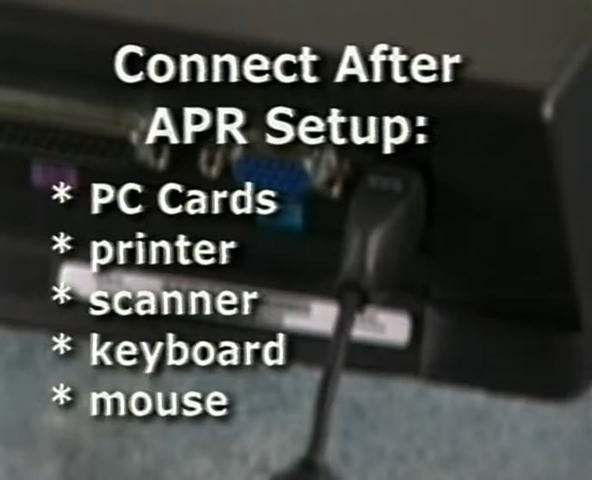 Connect After
APR Setup:
* PC Cards
* printer
* scanner
* keyboard
* mouse